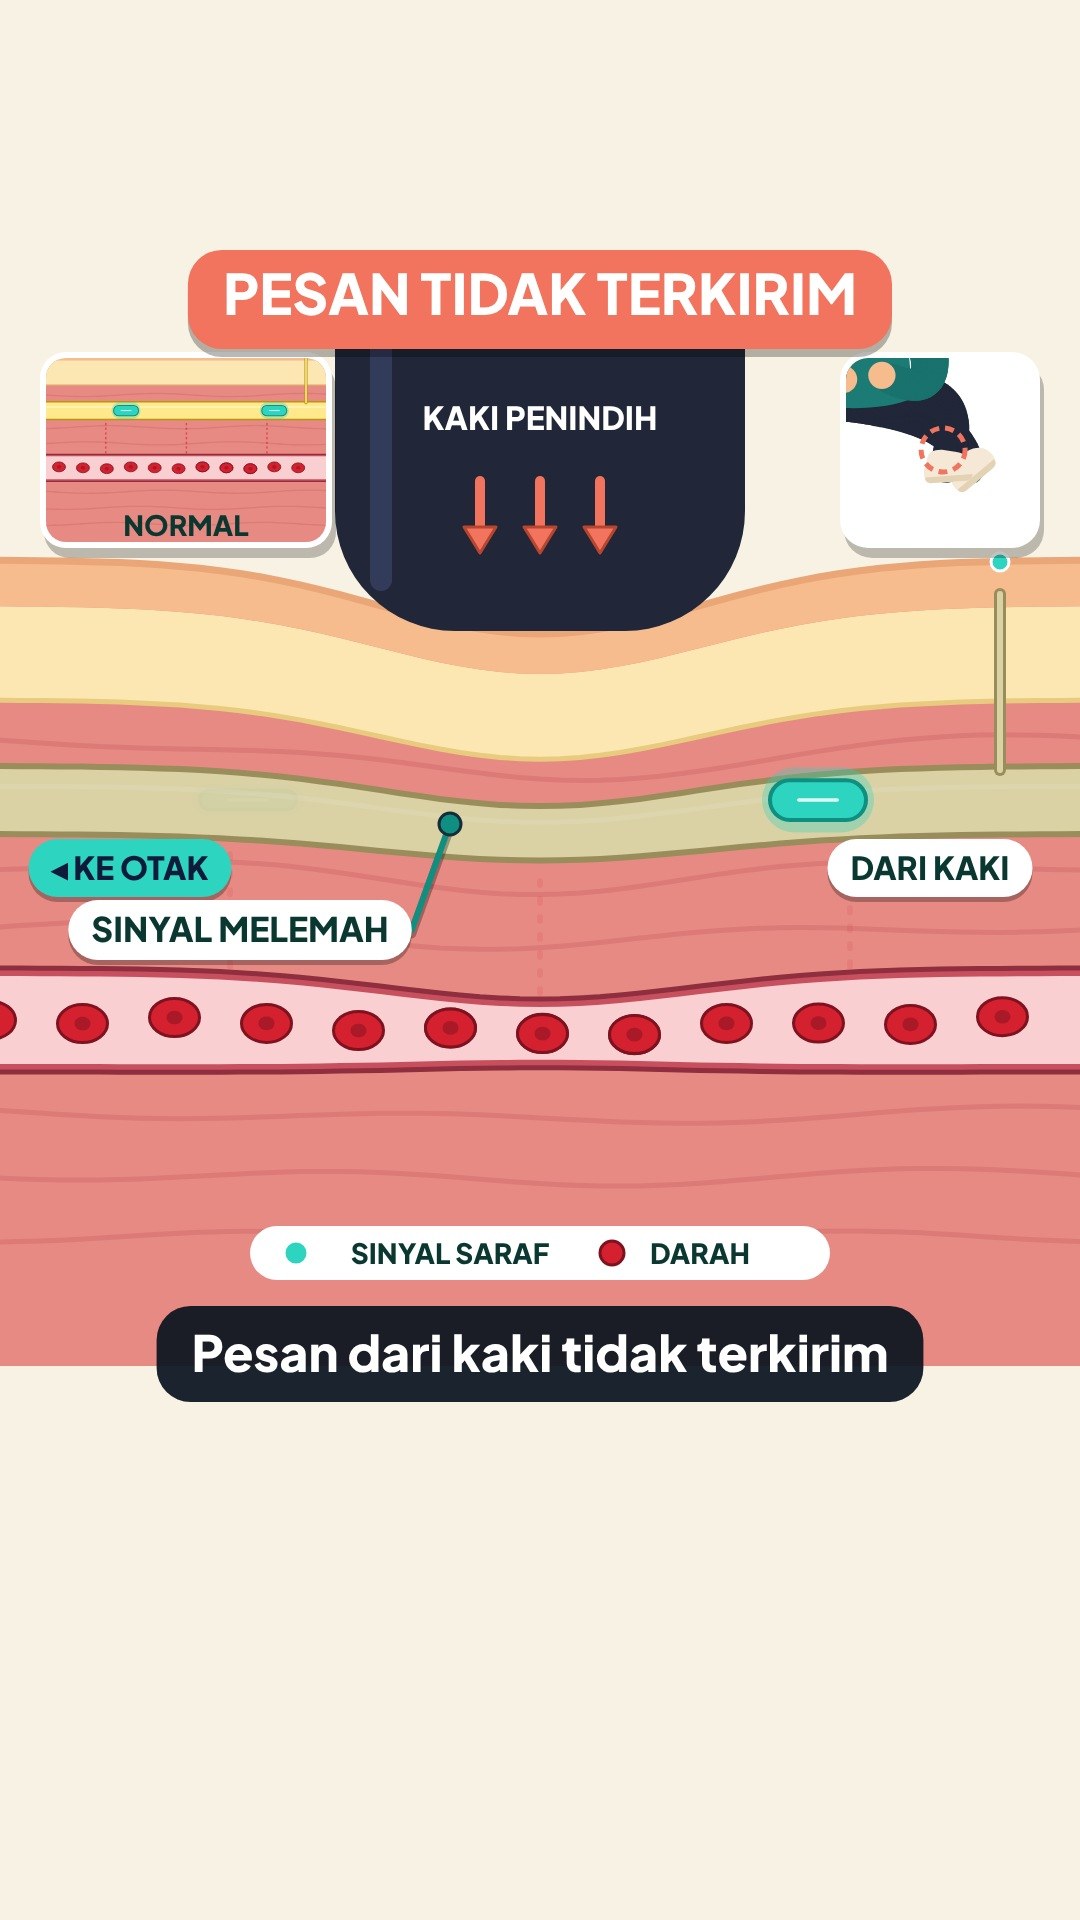 PESAN TIDAK TERKIRIM
KAKI PENINDIH
NORMAL
◂ KE OTAK
DARI KAKI
SINYAL MELEMAH
SINYAL SARAF
DARAH
Pesan dari kaki tidak terkirim